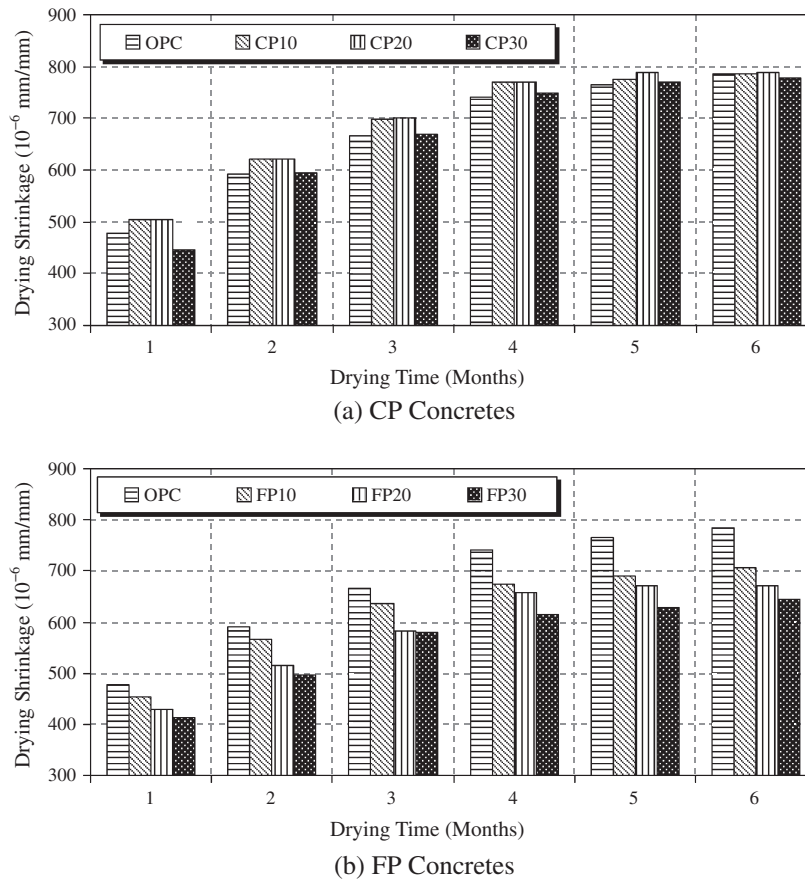 900
800
700
600
500
400
300
Drying Shrinkage (10⁻⁶ mm/mm)
OPC CP10 CP20 CP30
1 2 3 4 5 6
Drying Time (Months)
(a) CP Concretes
900
800
700
600
500
400
300
Drying Shrinkage (10⁻⁶ mm/mm)
OPC FP10 FP20 FP30
1 2 3 4 5 6
Drying Time (Months)
(b) FP Concretes